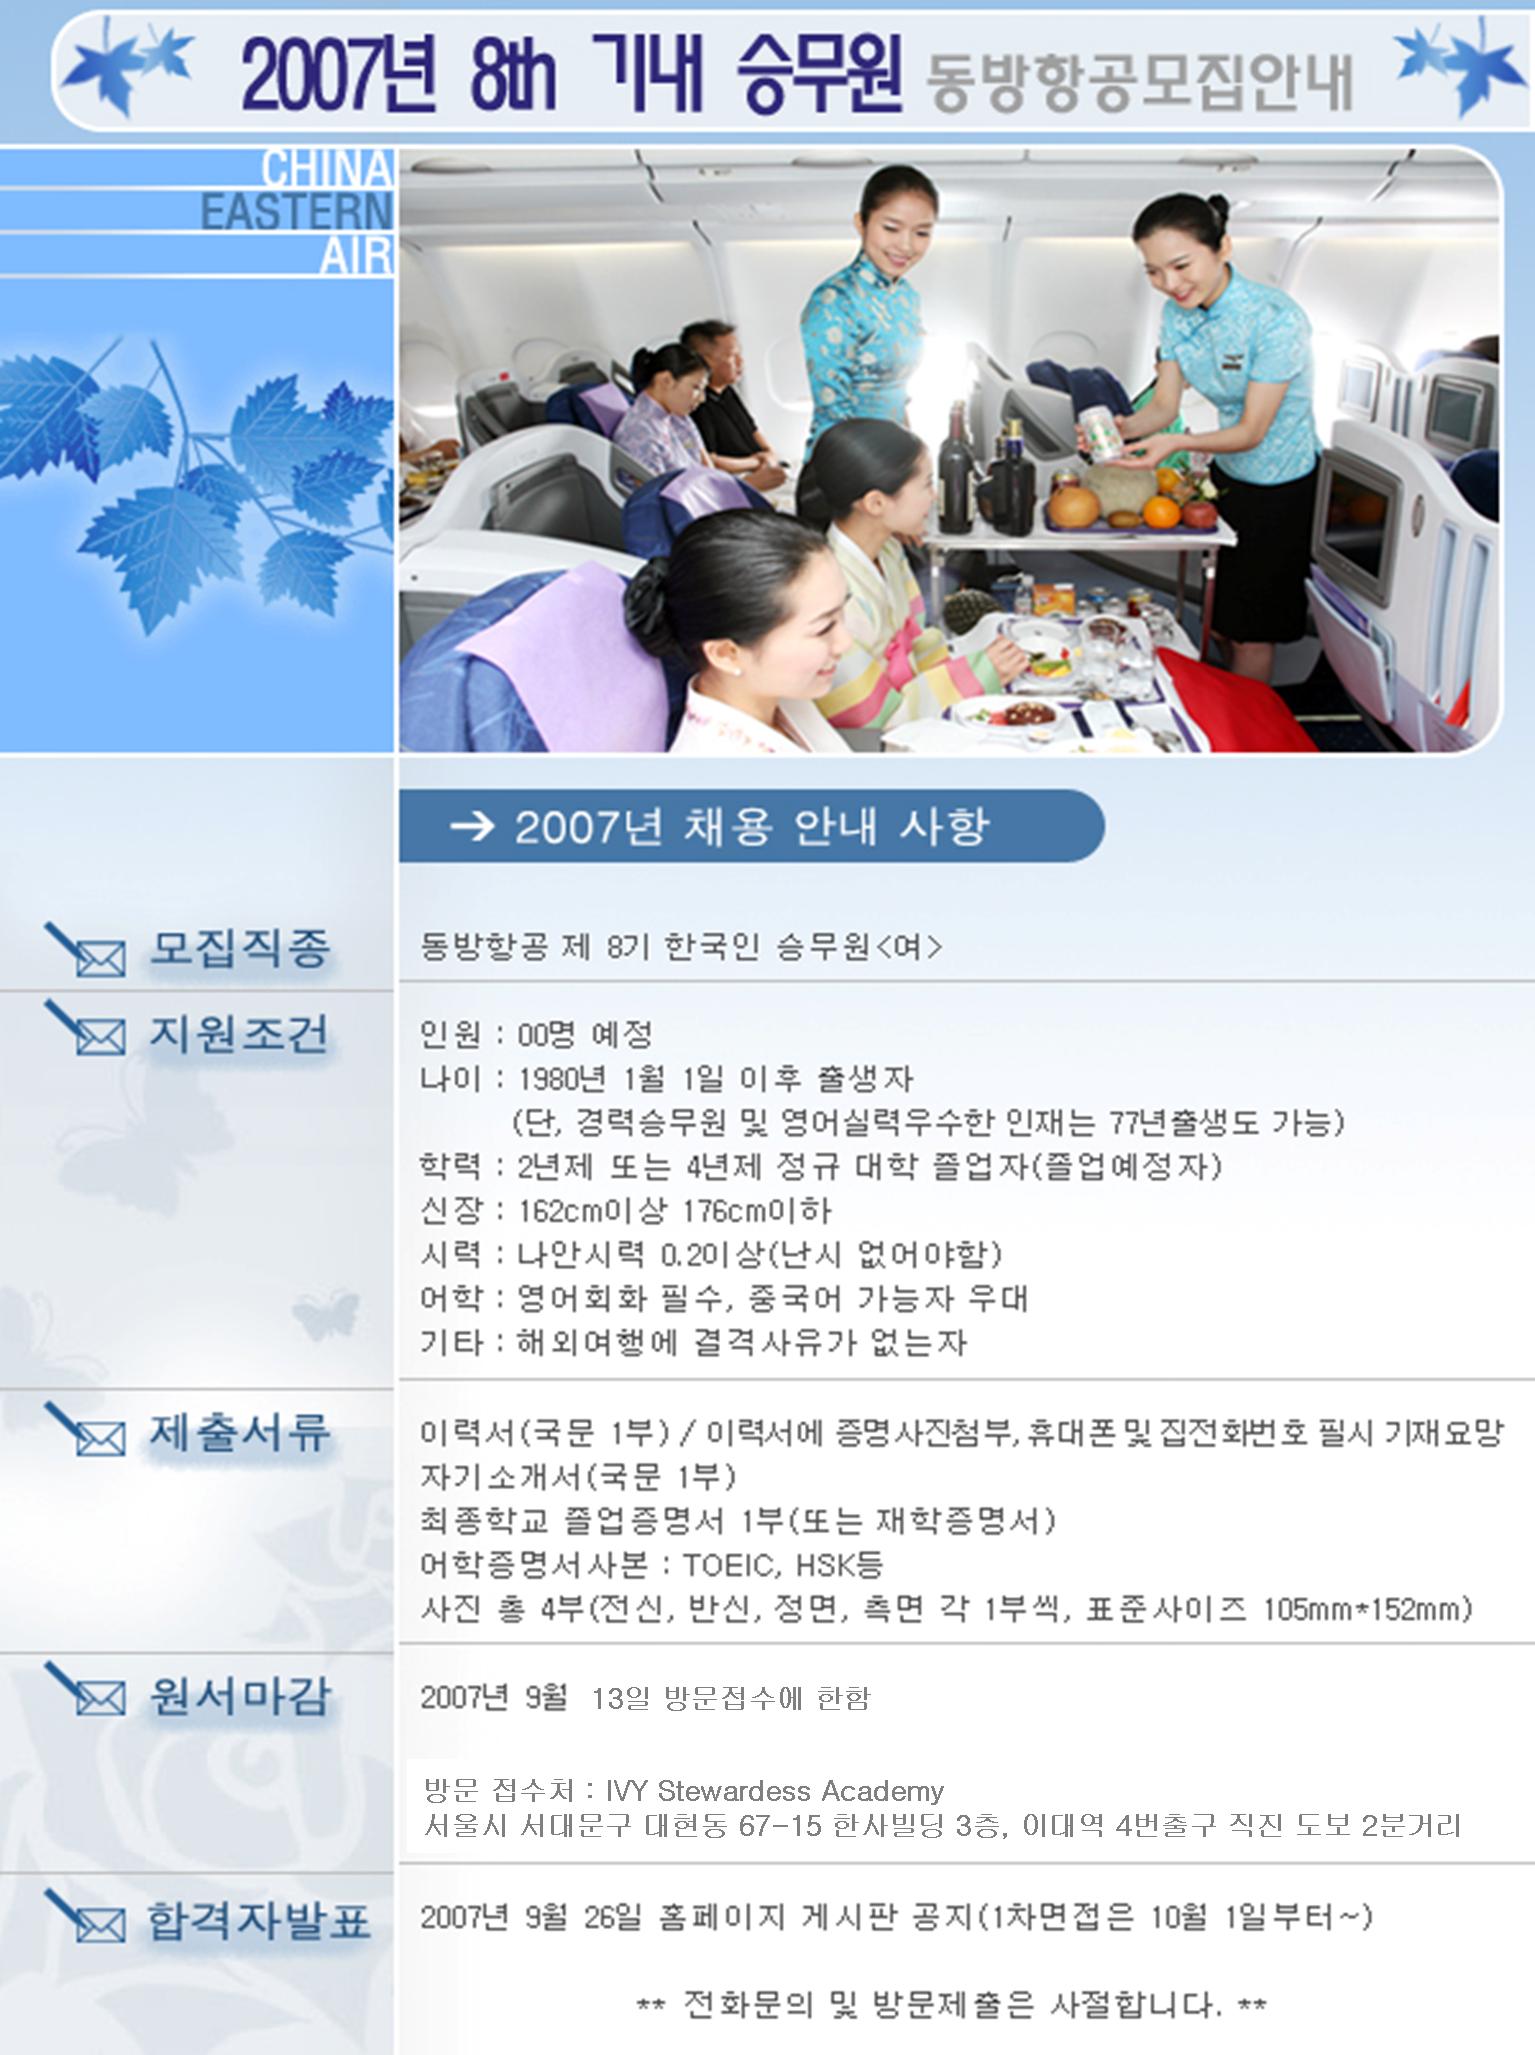 2007년 8th 기내 승무원 동방항공모집안내
CHINA
EASTERN
AIR
→ 2007년 채용 안내 사항
모집직종
동방항공 제 8기 한국인 승무원<여>
지원조건
인원 : 00명 예정
나이 : 1980년 1월 1일 이후 출생자
(단, 경력승무원 및 영어실력우수한 인재는 77년출생도 가능)
학력 : 2년제 또는 4년제 정규 대학 졸업자(졸업예정자)
신장 : 162cm이상 176cm이하
시력 : 나안시력 0.2이상(난시 없어야함)
어학 : 영어회화 필수, 중국어 가능자 우대
기타 : 해외여행에 결격사유가 없는자
제출서류
이력서(국문 1부) / 이력서에 증명사진첨부, 휴대폰 및 집전화번호 필시 기재요망
자기소개서(국문 1부)
최종학교 졸업증명서 1부(또는 재학증명서)
어학증명서사본 : TOEIC, HSK등
사진 총 4부(전신, 반신, 정면, 측면 각 1부씩, 표준사이즈 105mm*152mm)
원서마감
2007년 9월 13일 방문접수에 한함
방문 접수처 : IVY Stewardess Academy
서울시 서대문구 대현동 67-15 한사빌딩 3층, 이대역 4번출구 직진 도보 2분거리
합격자발표
2007년 9월 26일 홈페이지 게시판 공지(1차면접은 10월 1일부터~)
** 전화문의 및 방문제출은 사절합니다. **